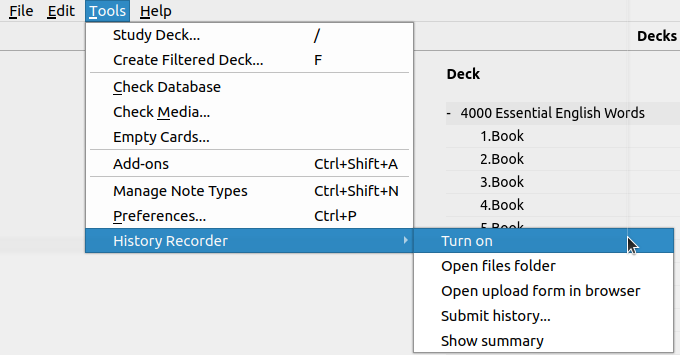 File Edit Tools Help
Decks
Study Deck... /
Create Filtered Deck... F
Check Database
Check Media...
Empty Cards...
Add-ons Ctrl+Shift+A
Manage Note Types Ctrl+Shift+N
Preferences... Ctrl+P
History Recorder
Deck
- 4000 Essential English Words
1.Book
2.Book
3.Book
4.Book
5.Book
Turn on
Open files folder
Open upload form in browser
Submit history...
Show summary